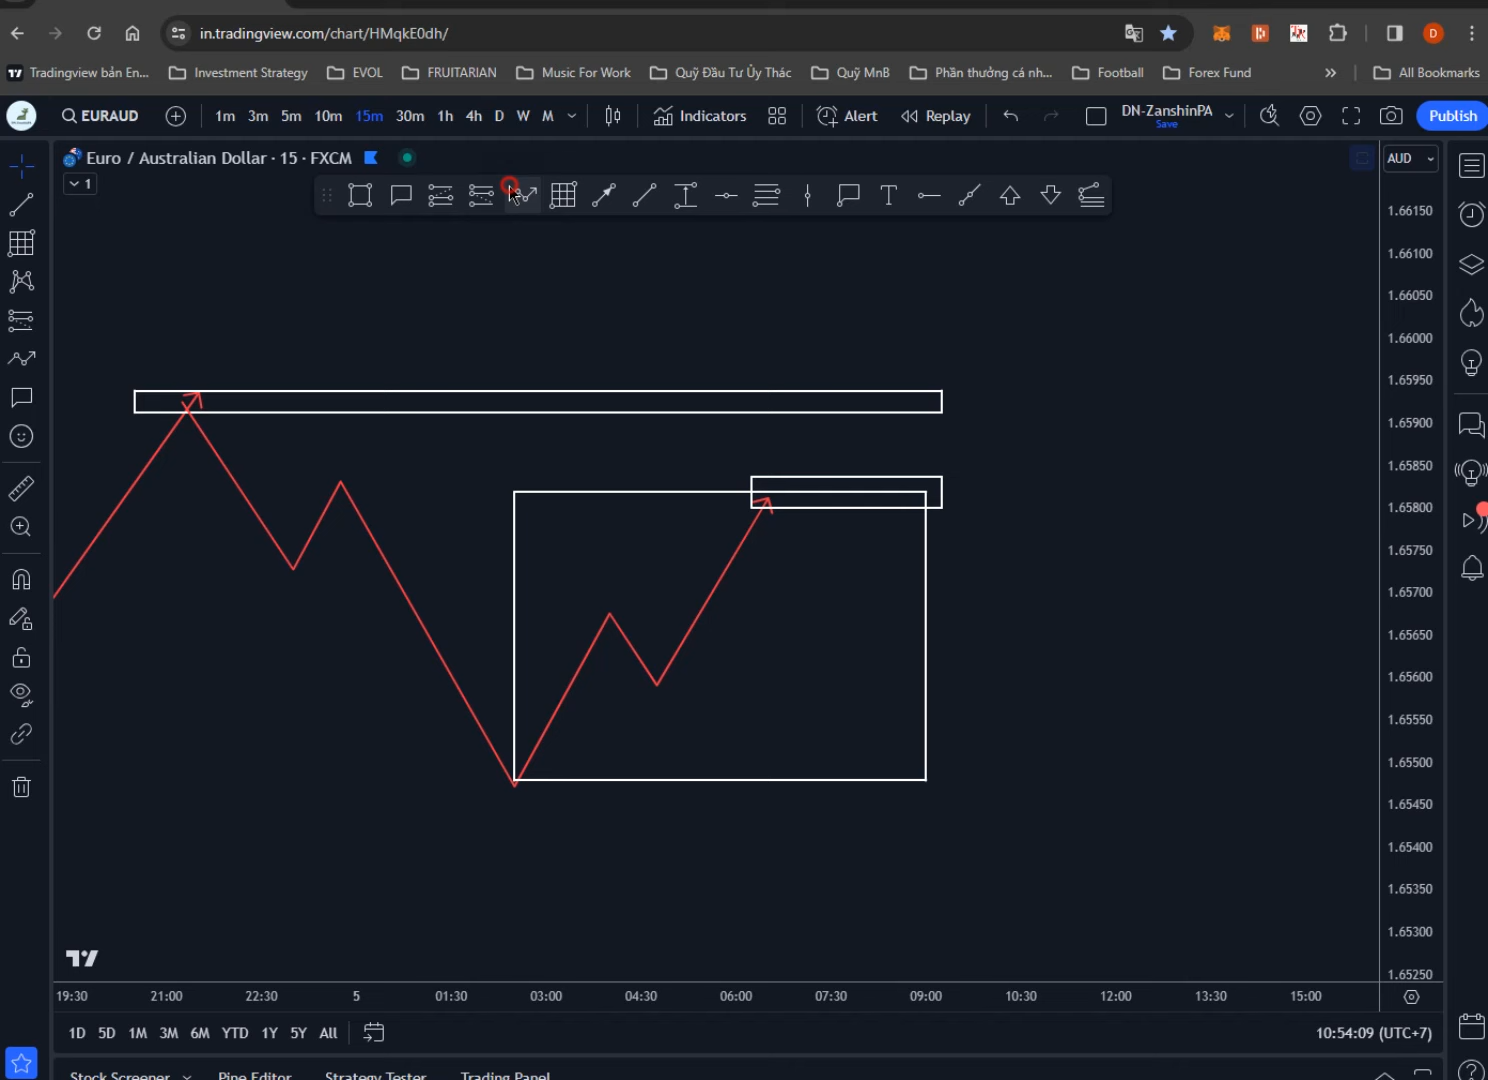 in.tradingview.com/chart/HMqkE0dh/
Tradingview bản En...
Investment Strategy
EVOL
FRUITARIAN
Music For Work
Quỹ Đầu Tư Ủy Thác
Quỹ MnB
Phần thưởng cá nh...
Football
Forex Fund
All Bookmarks
EURAUD
1m 3m 5m 10m 15m 30m 1h 4h D W M
Indicators
Alert
Replay
DN-ZanshinPA
Save
Publish
Euro / Australian Dollar · 15 · FXCM
AUD
1
1.66150
1.66100
1.66050
1.66000
1.65950
1.65900
1.65850
1.65800
1.65750
1.65700
1.65650
1.65600
1.65550
1.65500
1.65450
1.65400
1.65350
1.65300
1.65250
19:30 21:00 22:30 5 01:30 03:00 04:30 06:00 07:30 09:00 10:30 12:00 13:30 15:00
1D 5D 1M 3M 6M YTD 1Y 5Y All
10:54:09 (UTC+7)
Stock Screener
Pine Editor
Strategy Tester
Trading Panel